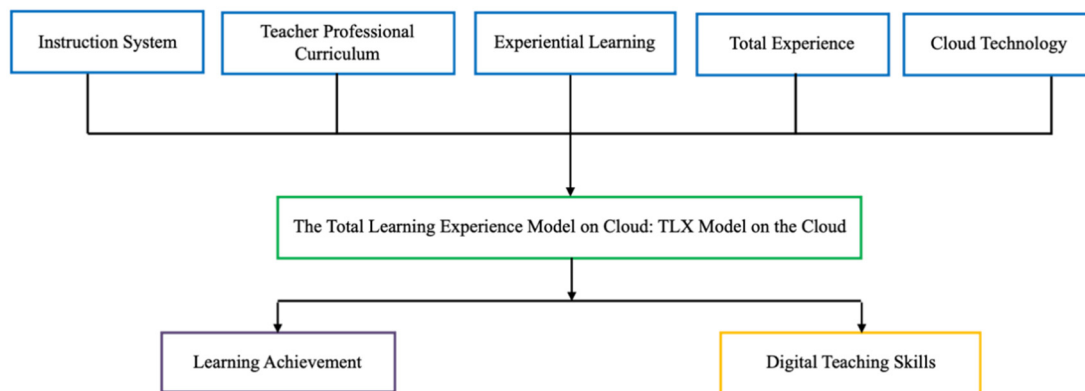 Instruction System
Teacher Professional
Curriculum
Experiential Learning
Total Experience
Cloud Technology
The Total Learning Experience Model on Cloud: TLX Model on the Cloud
Learning Achievement
Digital Teaching Skills